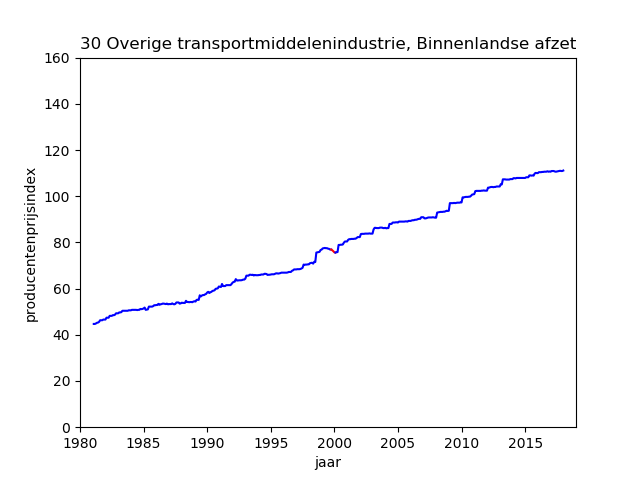 30 Overige transportmiddelenindustrie, Binnenlandse afzet
producentenprijsindex
160
140
120
100
80
60
40
20
0
1980 1985 1990 1995 2000 2005 2010 2015
jaar